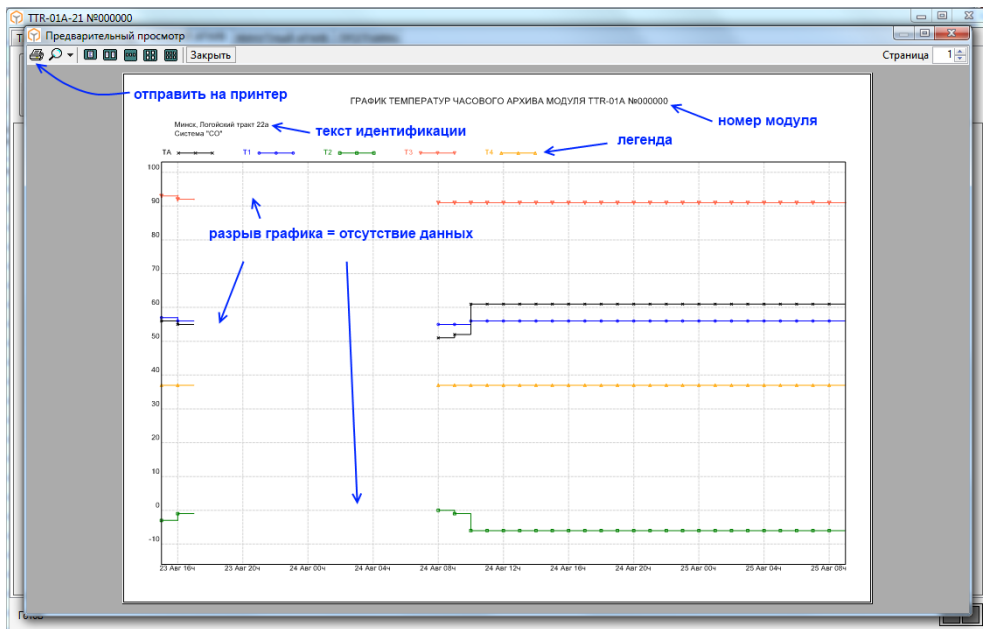 TTR-01A-21 №000000
Предварительный просмотр
Закрыть
Страница 1
отправить на принтер
ГРАФИК ТЕМПЕРАТУР ЧАСОВОГО АРХИВА МОДУЛЯ TTR-01A №000000
номер модуля
Минск, Логойский тракт 22а
Система "СО"
текст идентификации
легенда
TA T1 T2 T3 T4
100
90
разрыв графика = отсутствие данных
80
70
60
50
40
30
20
10
0
-10
23 Авг 16ч 23 Авг 20ч 24 Авг 00ч 24 Авг 04ч 24 Авг 08ч 24 Авг 12ч 24 Авг 16ч 24 Авг 20ч 25 Авг 00ч 25 Авг 04ч 25 Авг 08ч